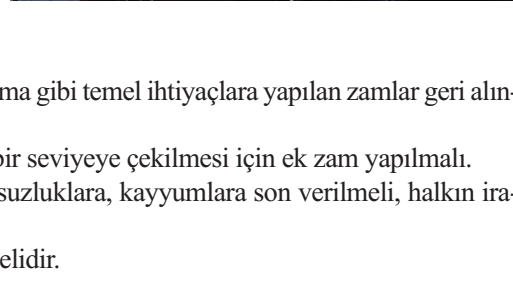 ma gibi temel ihtiyaçlara yapılan zamlar geri alın-
bir seviyeye çekilmesi için ek zam yapılmalı.
suzluklara, kayyumlara son verilmeli, halkın ira-
elidir.